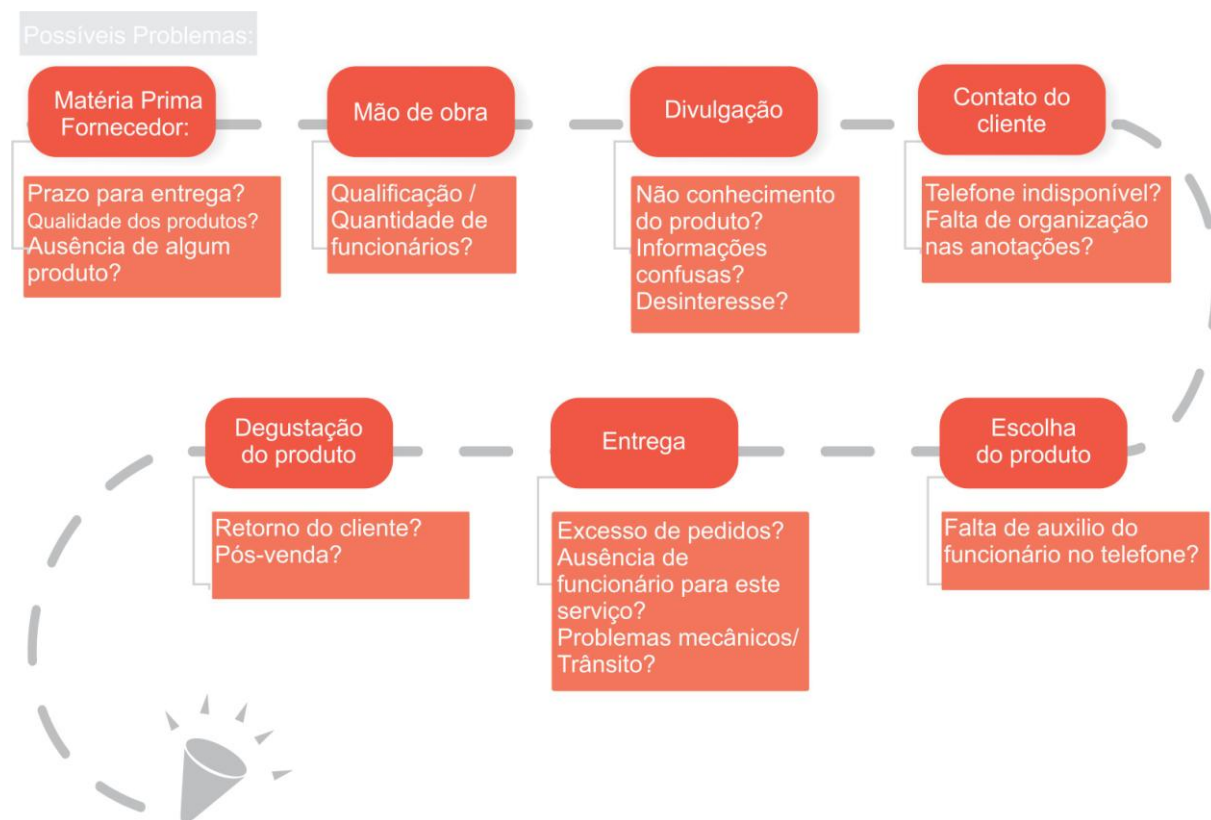 Possíveis Problemas:
Matéria Prima
Fornecedor:
Prazo para entrega?
Qualidade dos produtos?
Ausência de algum
produto?
Mão de obra
Qualificação /
Quantidade de
funcionários?
Divulgação
Não conhecimento
do produto?
Informações
confusas?
Desinteresse?
Contato do
cliente
Telefone indisponível?
Falta de organização
nas anotações?
Escolha
do produto
Falta de auxilio do
funcionário no telefone?
Entrega
Excesso de pedidos?
Ausência de
funcionário para este
serviço?
Problemas mecânicos/
Trânsito?
Degustação
do produto
Retorno do cliente?
Pós-venda?